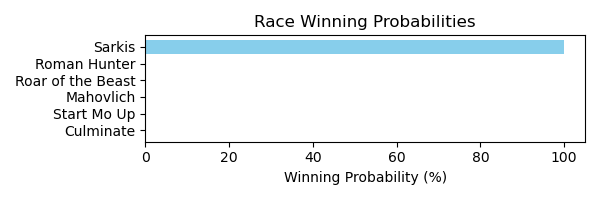 Race Winning Probabilities
Sarkis
Roman Hunter
Roar of the Beast
Mahovlich
Start Mo Up
Culminate
0 20 40 60 80 100
Winning Probability (%)